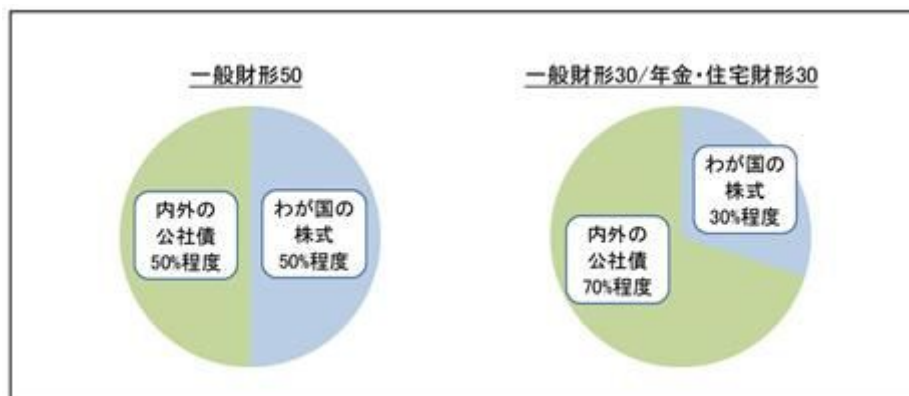 一般財形50
内外の
公社債
50%程度
わが国の
株式
50%程度
一般財形30/年金・住宅財形30
わが国の
株式
30%程度
内外の
公社債
70%程度